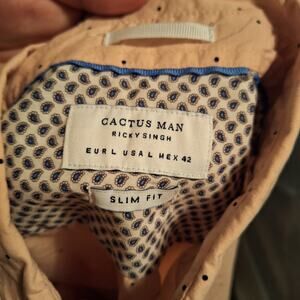 CACTUS MAN
RICKY SINGH
EUR L USA L MEX 42
SLIM FIT